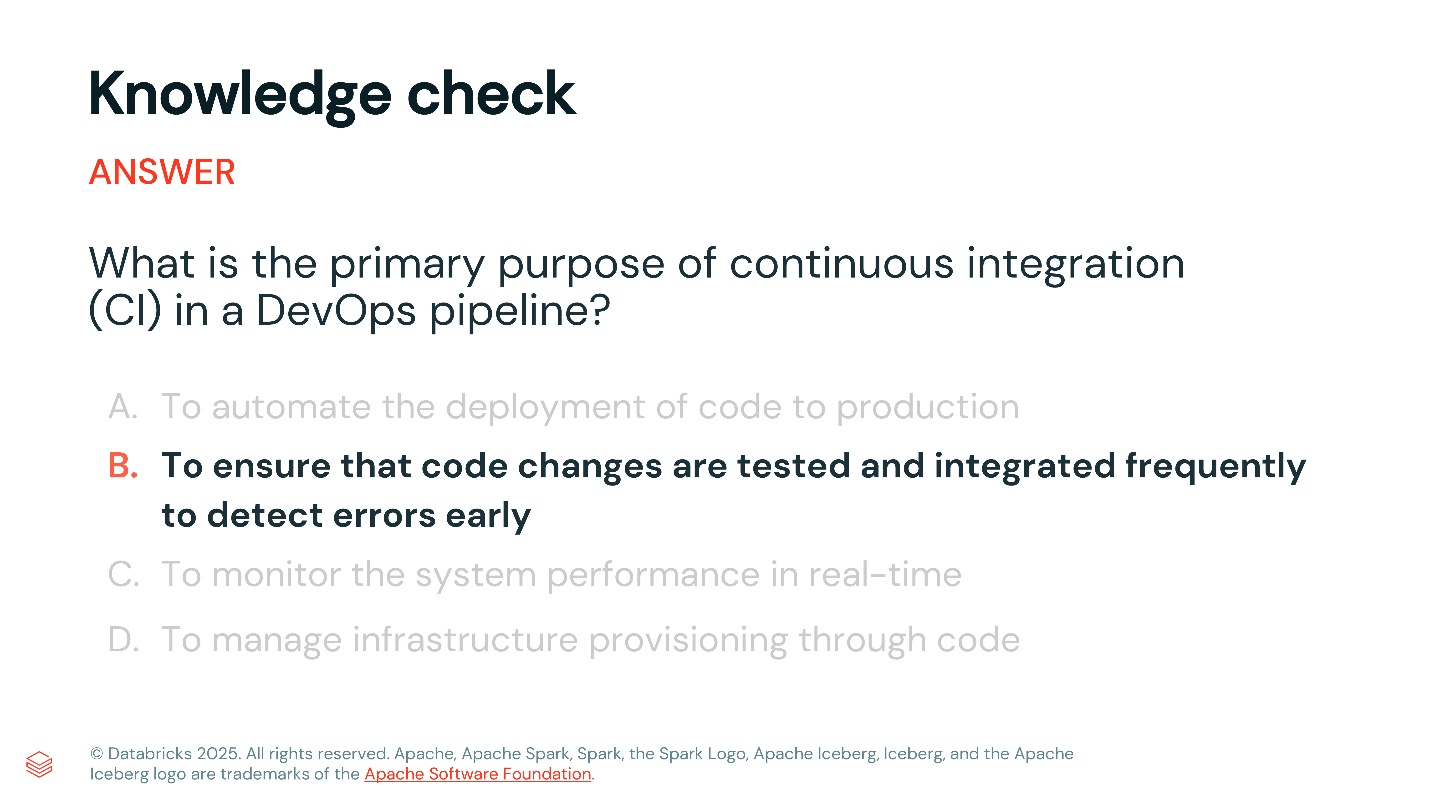 Knowledge check
ANSWER
What is the primary purpose of continuous integration
(CI) in a DevOps pipeline?
A. To automate the deployment of code to production
B. To ensure that code changes are tested and integrated frequently
to detect errors early
C. To monitor the system performance in real-time
D. To manage infrastructure provisioning through code
© Databricks 2025. All rights reserved. Apache, Apache Spark, Spark, the Spark Logo, Apache Iceberg, Iceberg, and the Apache
Iceberg logo are trademarks of the Apache Software Foundation.